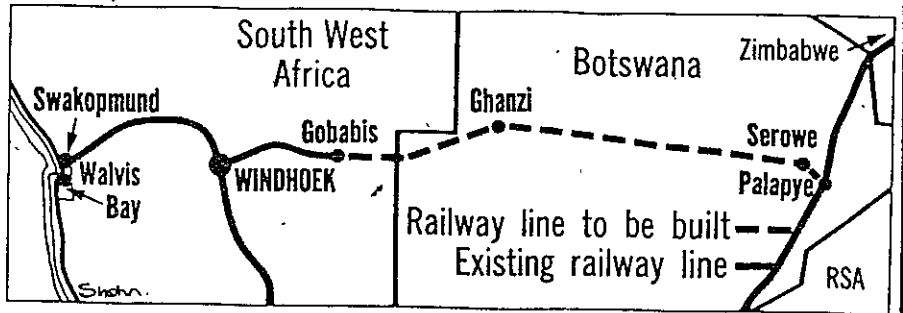 South West
Africa
Botswana
Zimbabwe
Swakopmund
Ghanzi
Gobabis
Serowe
Walvis
Bay
WINDHOEK
Palapye
Railway line to be built
Existing railway line
RSA